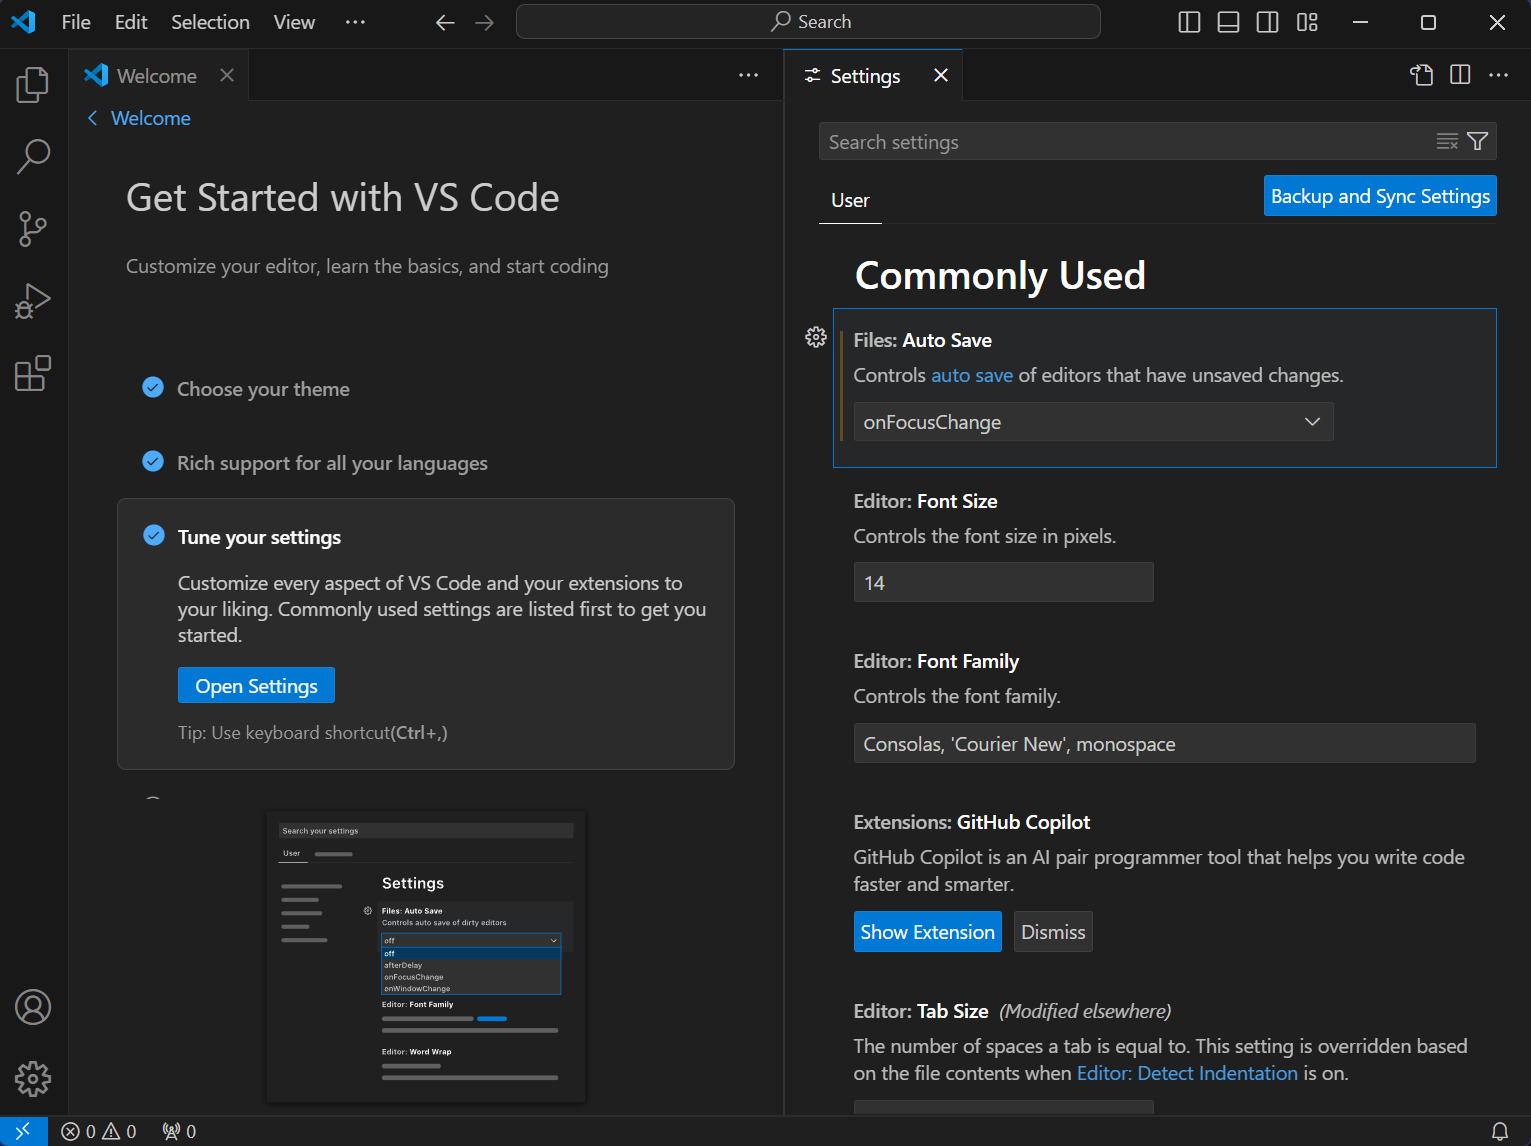 File Edit Selection View ···
Search
Welcome
Settings
Welcome
Get Started with VS Code
Customize your editor, learn the basics, and start coding
Choose your theme
Rich support for all your languages
Tune your settings
Customize every aspect of VS Code and your extensions to
your liking. Commonly used settings are listed first to get you
started.
Open Settings
Tip: Use keyboard shortcut(Ctrl+,)
Search your settings
User
Settings
Files: Auto Save
Controls auto save of dirty editors
off
off
afterDelay
onFocusChange
onWindowChange
Editor: Font Family
Editor: Word Wrap
Search settings
User
Backup and Sync Settings
Commonly Used
Files: Auto Save
Controls auto save of editors that have unsaved changes.
onFocusChange
Editor: Font Size
Controls the font size in pixels.
14
Editor: Font Family
Controls the font family.
Consolas, 'Courier New', monospace
Extensions: GitHub Copilot
GitHub Copilot is an AI pair programmer tool that helps you write code
faster and smarter.
Show Extension Dismiss
Editor: Tab Size (Modified elsewhere)
The number of spaces a tab is equal to. This setting is overridden based
on the file contents when Editor: Detect Indentation is on.
0 0 0